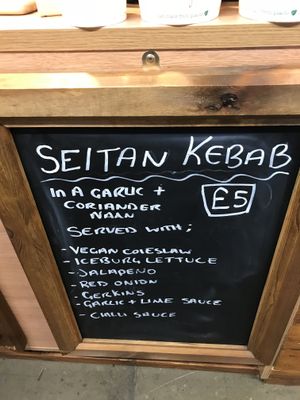 SEITAN KEBAB
IN A GARLIC +
CORIANDER
NAAN
£5
SERVED WITH;
- VEGAN COLESLAW
- ICEBURG LETTUCE
- JALAPENO
- RED ONION
- GERKINS
- GARLIC + LIME SAUCE
- CHILLI SAUCE